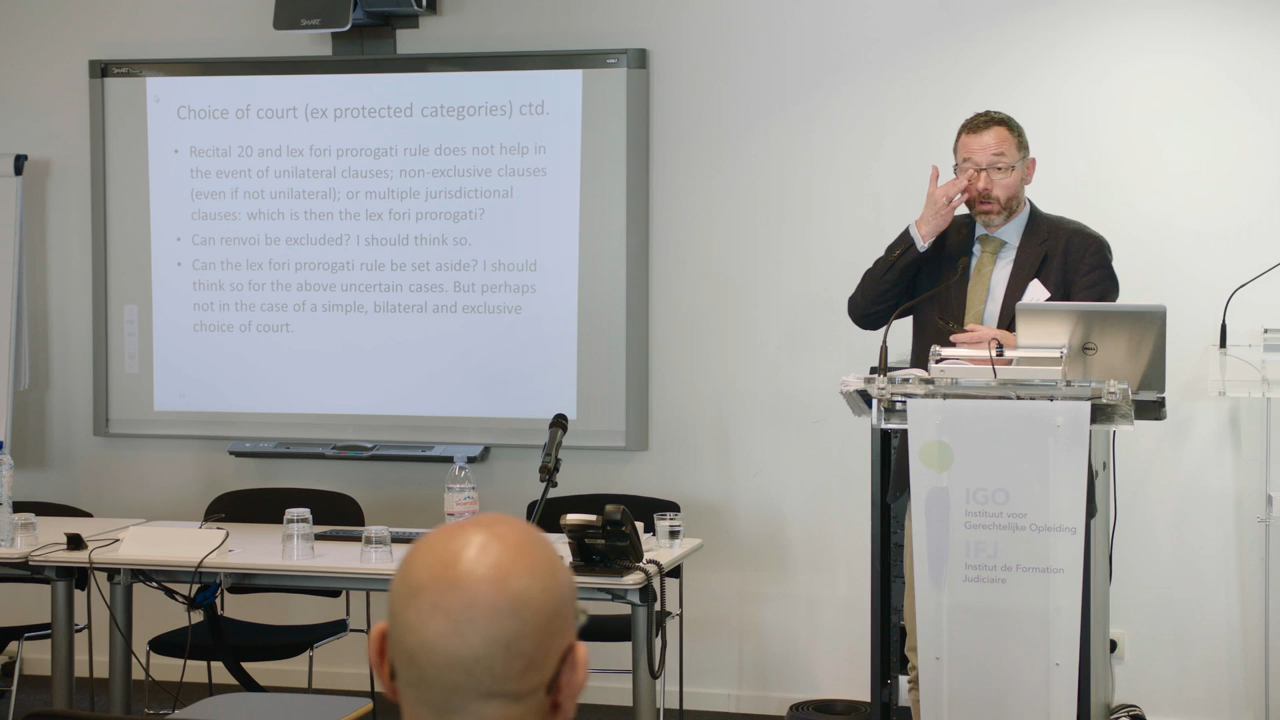 SMART
SMART
Choice of court (ex protected categories) ctd.
• Recital 20 and lex fori prorogati rule does not help in
the event of unilateral clauses; non-exclusive clauses
(even if not unilateral); or multiple jurisdictional
clauses: which is then the lex fori prorogati?
• Can renvoi be excluded? I should think so.
• Can the lex fori prorogati rule be set aside? I should
think so for the above uncertain cases. But perhaps
not in the case of a simple, bilateral and exclusive
choice of court.
DELL
IGO
Instituut voor
Gerechtelijke Opleiding
IFJ
Institut de Formation
Judiciaire